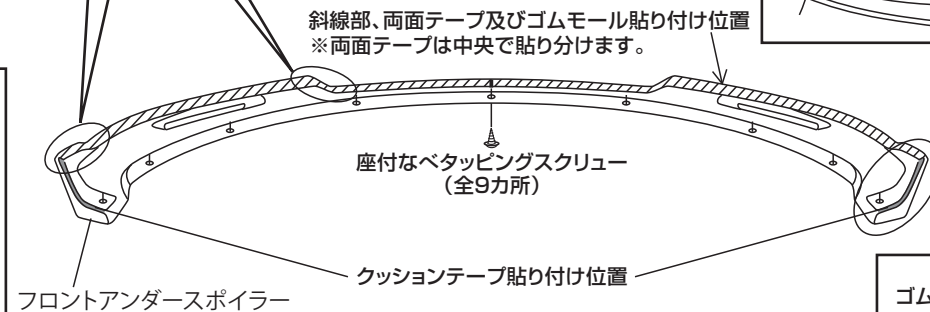 斜線部、両面テープ及びゴムモール貼り付け位置
※両面テープは中央で貼り分けます。
座付なベタッピングスクリュー
(全9カ所)
クッションテープ貼り付け位置
フロントアンダースポイラー
ゴム